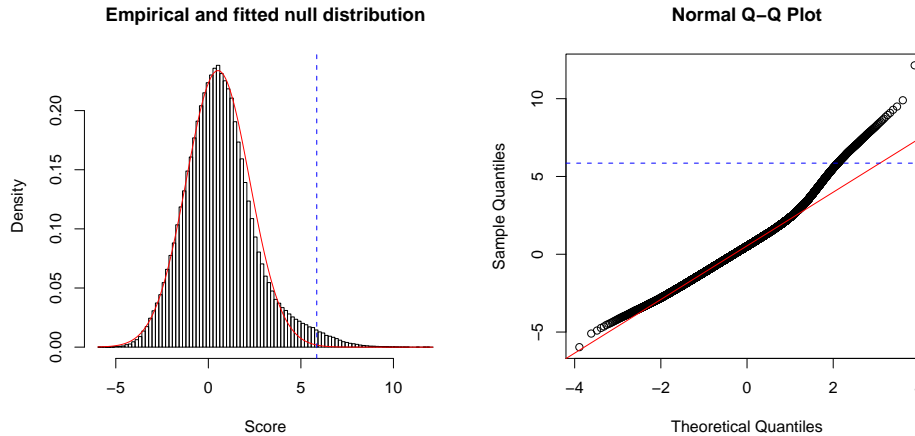 Empirical and fitted null distribution
Density
0.00
0.05
0.10
0.15
0.20
−5
0
5
10
Score
Normal Q−Q Plot
Sample Quantiles
−5
0
5
10
−4
−2
0
2
Theoretical Quantiles